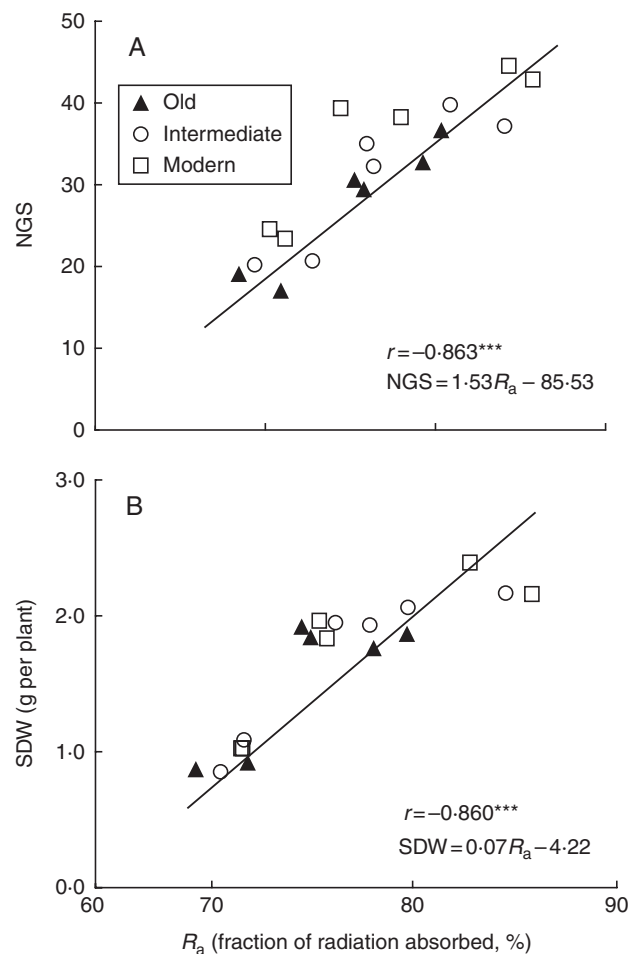 50
A
Old
Intermediate
Modern
40
30
NGS
20
10
0
r=−0·863***
NGS=1·53Ra−85·53
3·0
B
2·0
SDW (g per plant)
1·0
0·0
r=−0·860***
SDW=0·07Ra−4·22
60 70 80 90
Ra (fraction of radiation absorbed, %)